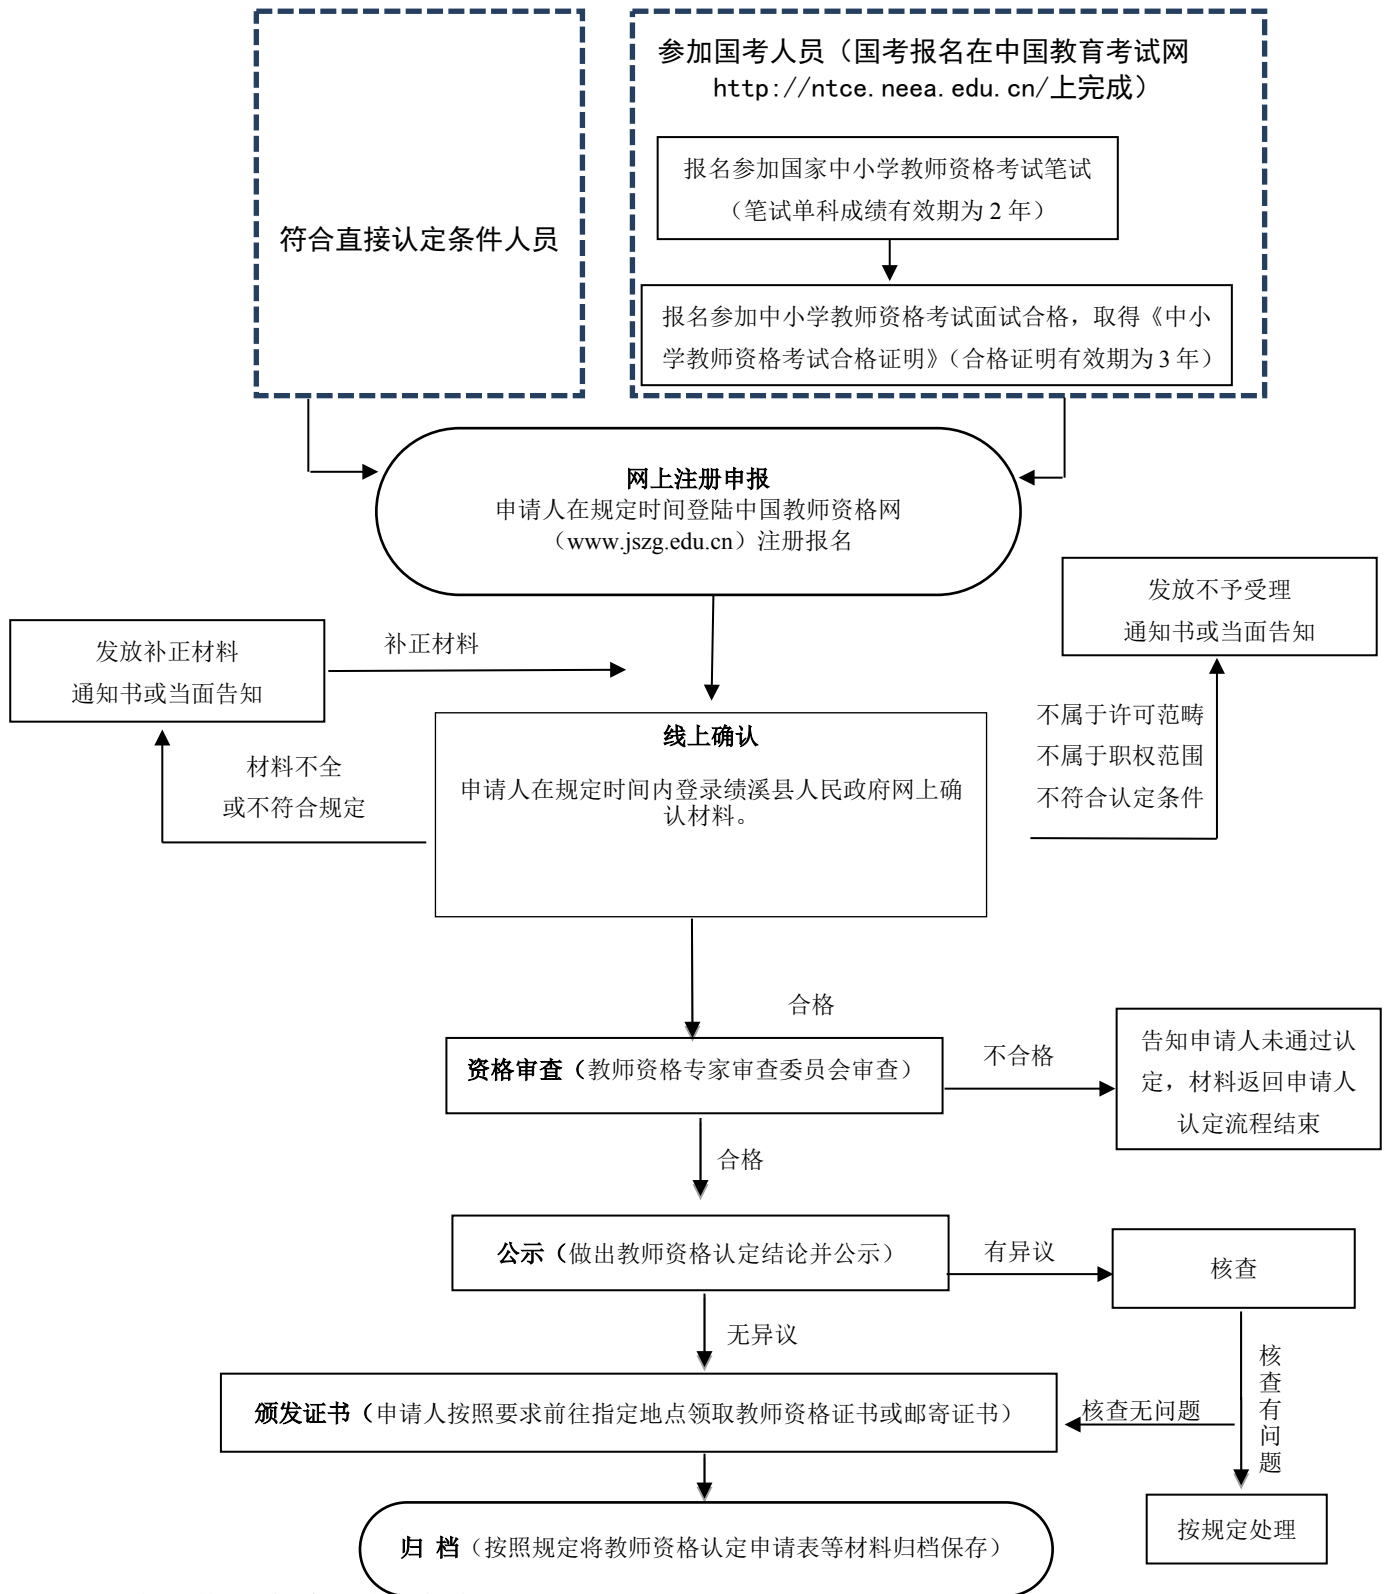 参加国考人员（国考报名在中国教育考试网
http://ntce.neea.edu.cn/上完成）
报名参加国家中小学教师资格考试笔试
（笔试单科成绩有效期为 2 年）
符合直接认定条件人员
报名参加中小学教师资格考试面试合格，取得《中小
学教师资格考试合格证明》（合格证明有效期为 3 年）
网上注册申报
申请人在规定时间登陆中国教师资格网
（www.jszg.edu.cn）注册报名
发放不予受理
通知书或当面告知
发放补正材料
通知书或当面告知
补正材料
不属于许可范畴
不属于职权范围
不符合认定条件
材料不全
或不符合规定
线上确认
申请人在规定时间内登录绩溪县人民政府网上确
认材料。
合格
资格审查（教师资格专家审查委员会审查）
不合格
告知申请人未通过认
定，材料返回申请人
认定流程结束
合格
公示（做出教师资格认定结论并公示）
有异议
核查
无异议
颁发证书（申请人按照要求前往指定地点领取教师资格证书或邮寄证书）
核查无问题
核查有问题
归 档（按照规定将教师资格认定申请表等材料归档保存）
按规定处理